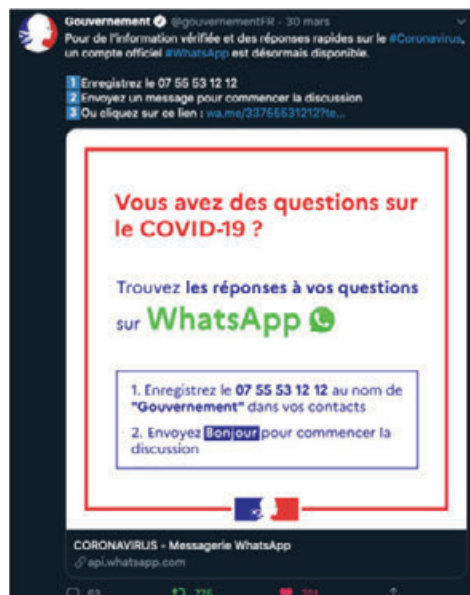 Gouvernement @gouvernementFR · 30 mars
Pour de l'information vérifiée et des réponses rapides sur le #Coronavirus,
un compte officiel #WhatsApp est désormais disponible.
1 Enregistrez le 07 55 53 12 12
2 Envoyez un message pour commencer la discussion
3 Ou cliquez sur ce lien : wa.me/33755531212?te...
Vous avez des questions sur
le COVID-19 ?
Trouvez les réponses à vos questions
sur WhatsApp
1. Enregistrez le 07 55 53 12 12 au nom de
"Gouvernement" dans vos contacts
2. Envoyez Bonjour pour commencer la
discussion
CORONAVIRUS - Messagerie WhatsApp
api.whatsapp.com